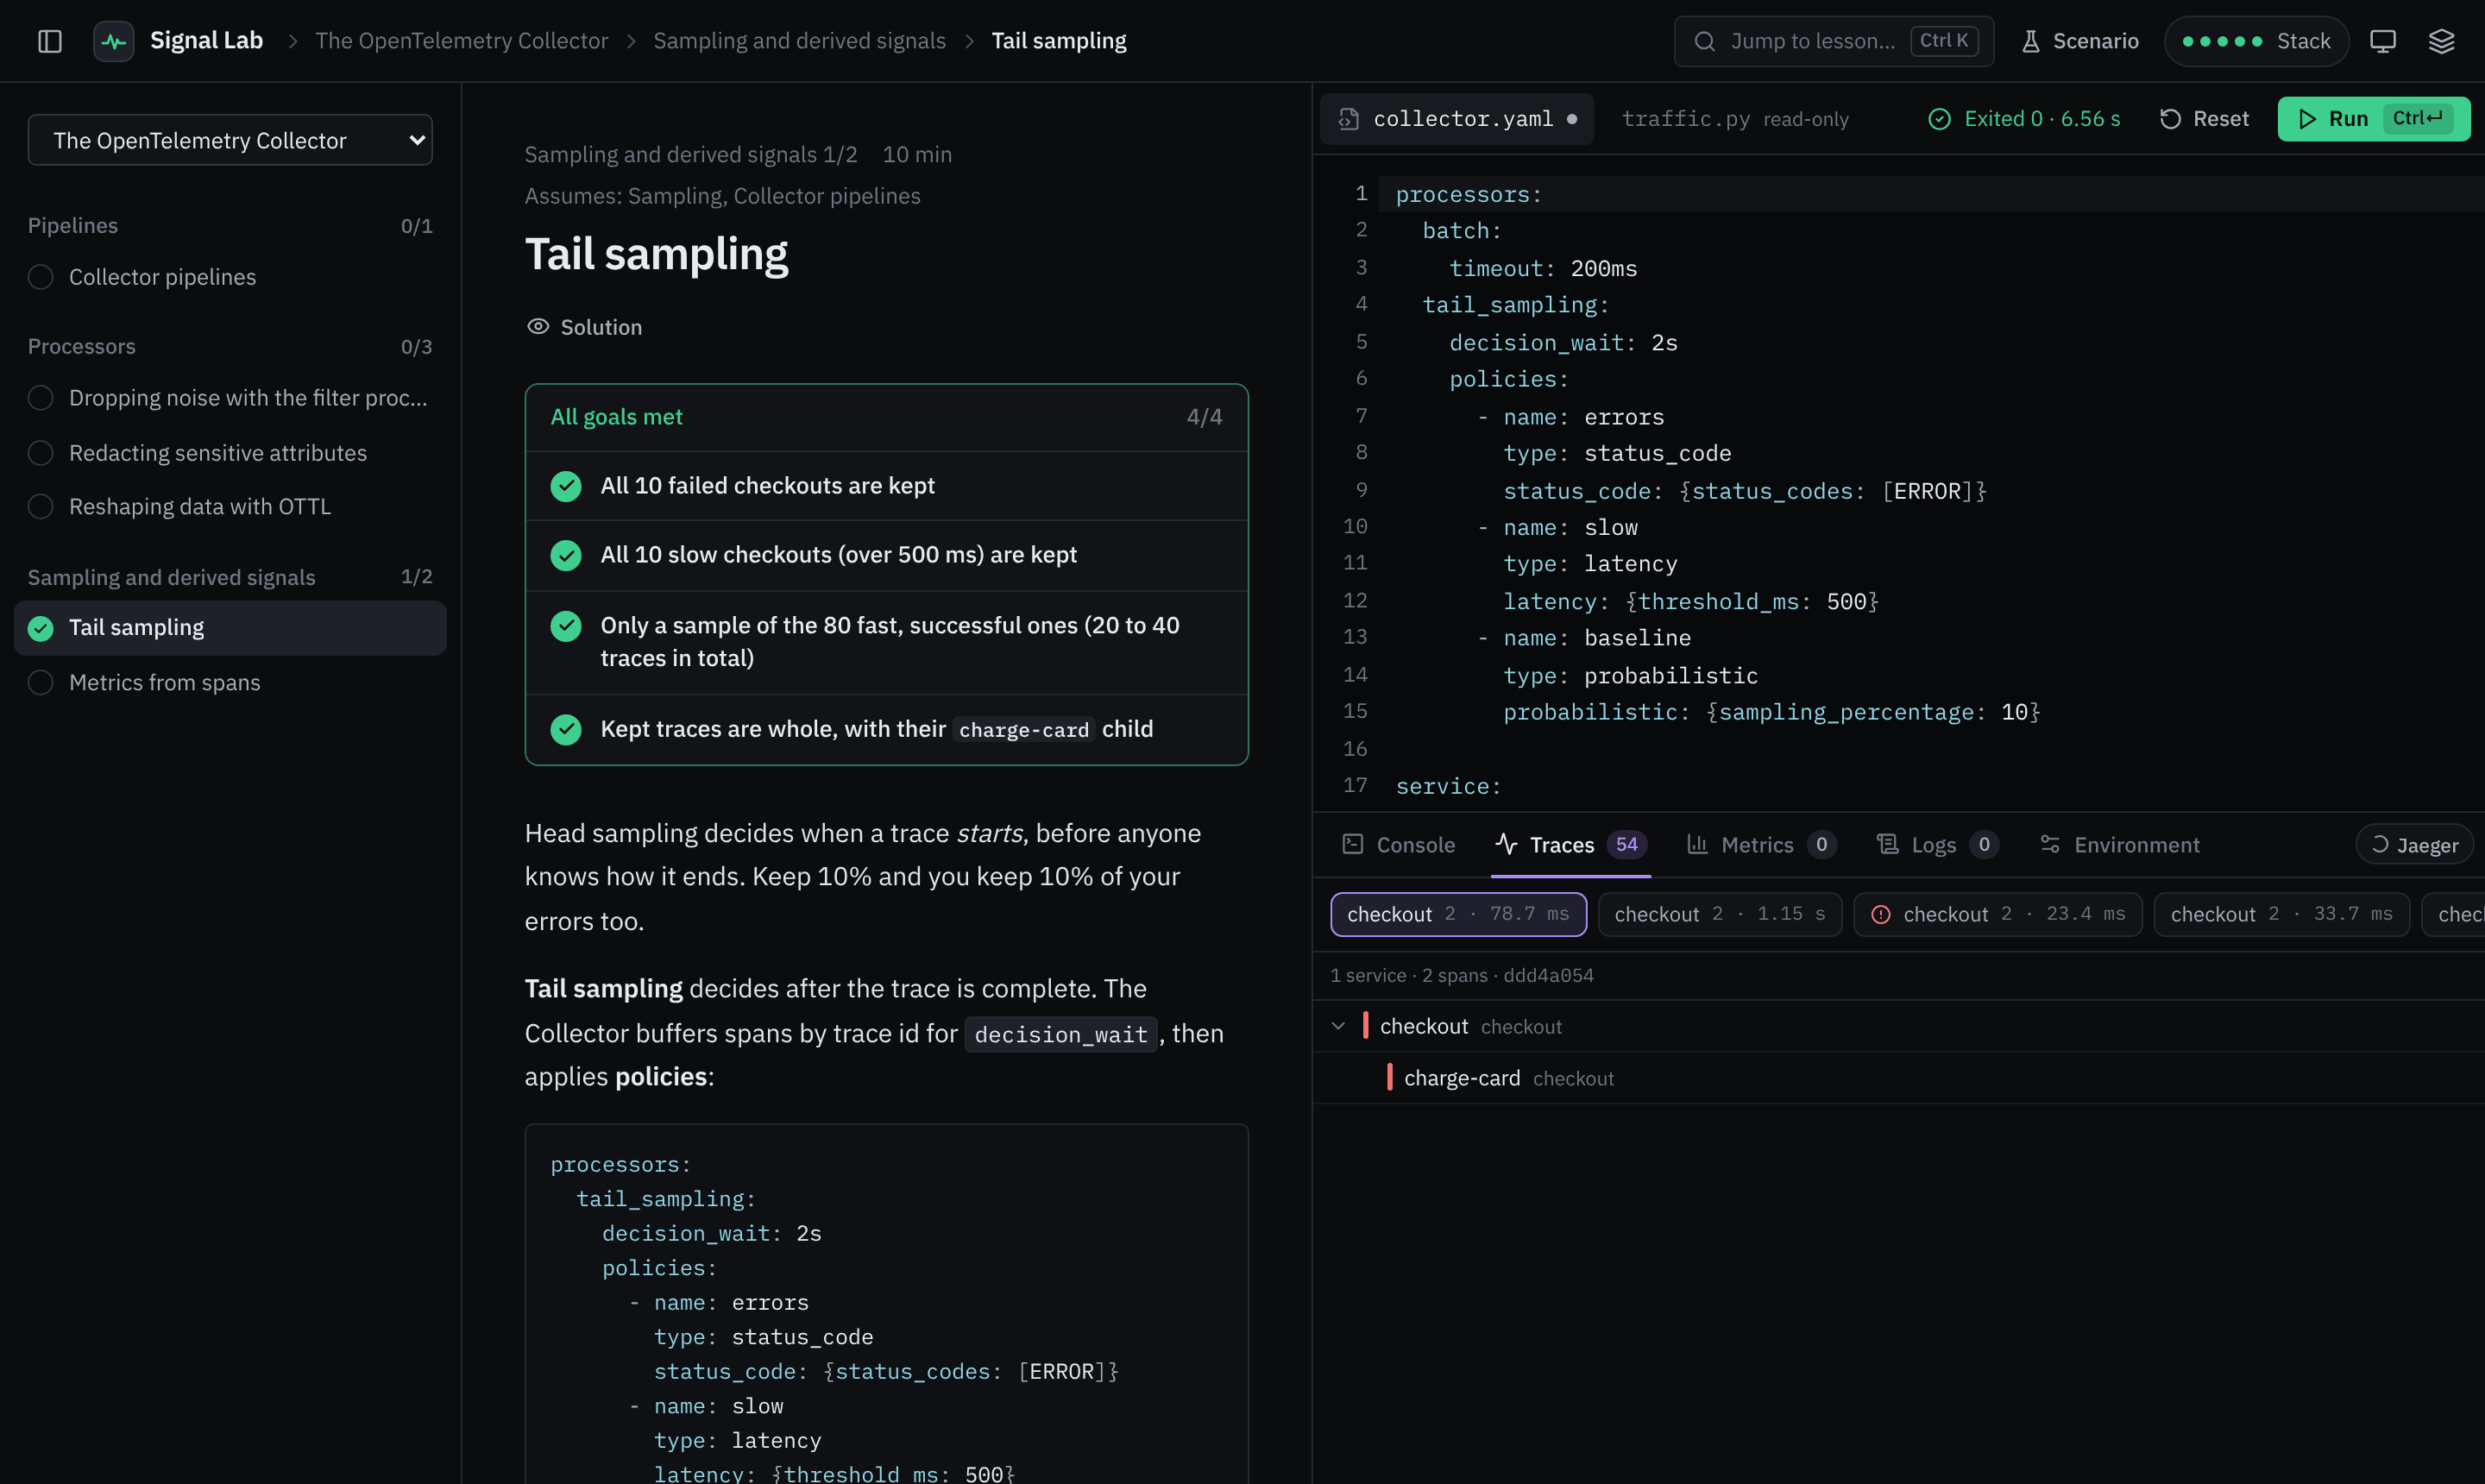 Signal Lab
The OpenTelemetry Collector
Sampling and derived signals
Tail sampling
Jump to lesson...
Ctrl K
Scenario
Stack
The OpenTelemetry Collector
Pipelines 0/1
Collector pipelines
Processors 0/3
Dropping noise with the filter proc...
Redacting sensitive attributes
Reshaping data with OTTL
Sampling and derived signals 1/2
Tail sampling
Metrics from spans
Sampling and derived signals 1/2 10 min
Assumes: Sampling, Collector pipelines
Tail sampling
Solution
All goals met 4/4
All 10 failed checkouts are kept
All 10 slow checkouts (over 500 ms) are kept
Only a sample of the 80 fast, successful ones (20 to 40
traces in total)
Kept traces are whole, with their charge-card child
Head sampling decides when a trace starts, before anyone
knows how it ends. Keep 10% and you keep 10% of your
errors too.
Tail sampling decides after the trace is complete. The
Collector buffers spans by trace id for decision_wait, then
applies policies:
processors:
tail_sampling:
decision_wait: 2s
policies:
- name: errors
type: status_code
status_code: {status_codes: [ERROR]}
- name: slow
type: latency
latency: {threshold_ms: 500}
collector.yaml
traffic.py read-only
Exited 0 · 6.56 s
Reset
Run Ctrl↵
1 processors:
2 batch:
3 timeout: 200ms
4 tail_sampling:
5 decision_wait: 2s
6 policies:
7 - name: errors
8 type: status_code
9 status_code: {status_codes: [ERROR]}
10 - name: slow
11 type: latency
12 latency: {threshold_ms: 500}
13 - name: baseline
14 type: probabilistic
15 probabilistic: {sampling_percentage: 10}
16
17 service:
Console
Traces 54
Metrics 0
Logs 0
Environment
Jaeger
checkout 2 · 78.7 ms
checkout 2 · 1.15 s
checkout 2 · 23.4 ms
checkout 2 · 33.7 ms
1 service · 2 spans · ddd4a054
checkout checkout
charge-card checkout